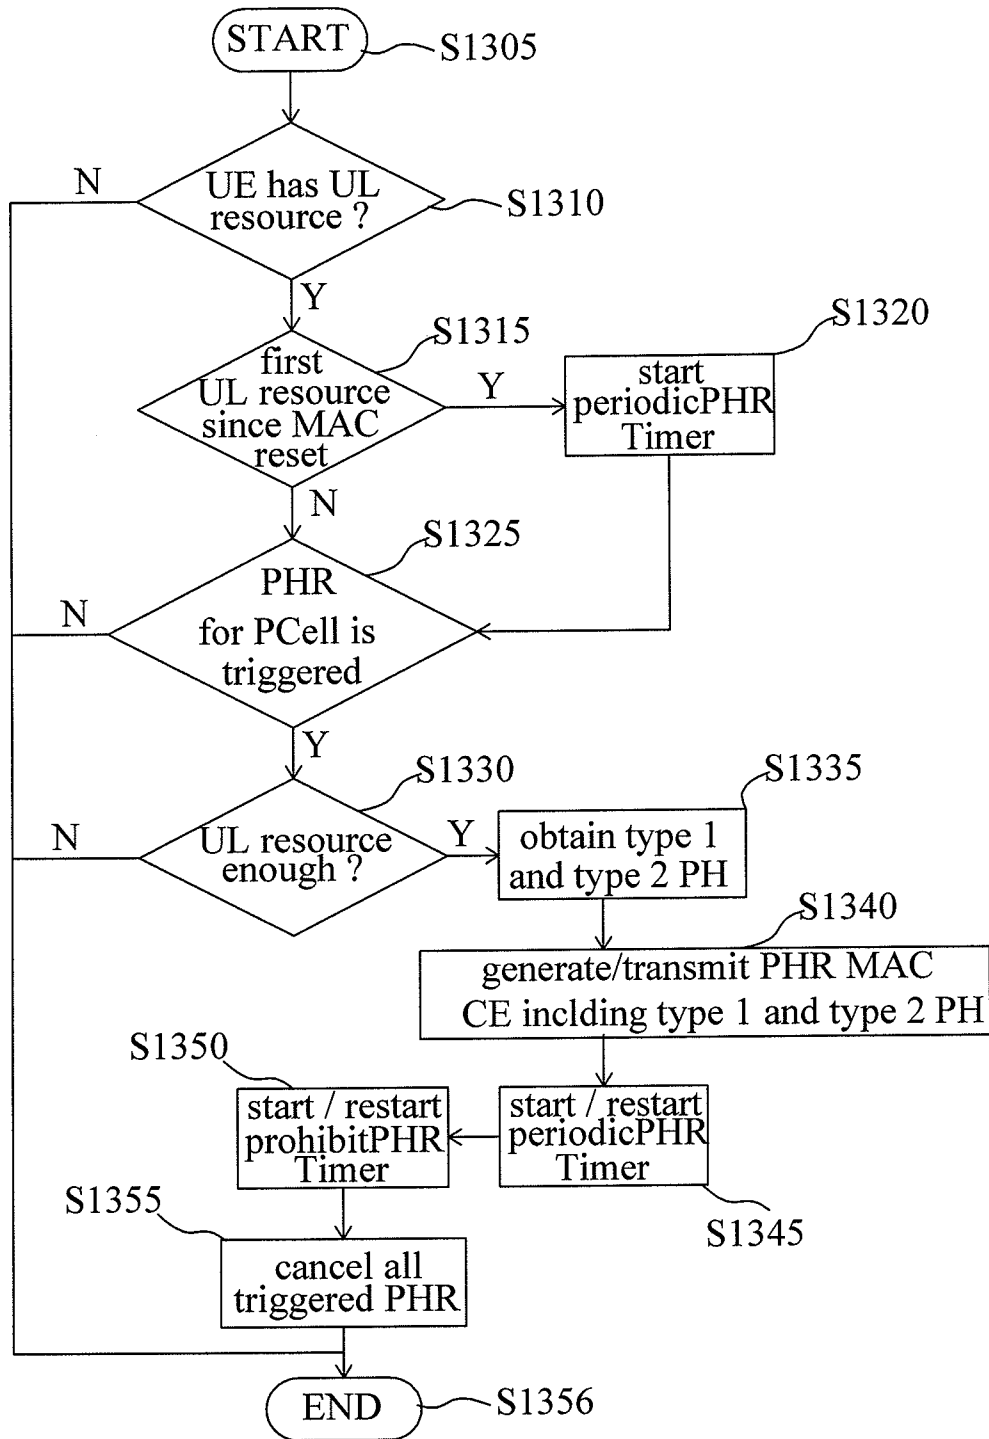 START
S1305
N
UE has UL
resource ?
S1310
Y
S1315
first
UL resource
since MAC
reset
Y
S1320
start
periodicPHR
Timer
N
S1325
PHR
for PCell is
triggered
N
Y
S1330
UL resource
enough ?
N
Y
S1335
obtain type 1
and type 2 PH
S1340
generate/transmit PHR MAC
CE inclding type 1 and type 2 PH
S1350
start / restart
prohibitPHR
Timer
start / restart
periodicPHR
Timer
S1345
S1355
cancel all
triggered PHR
END
S1356